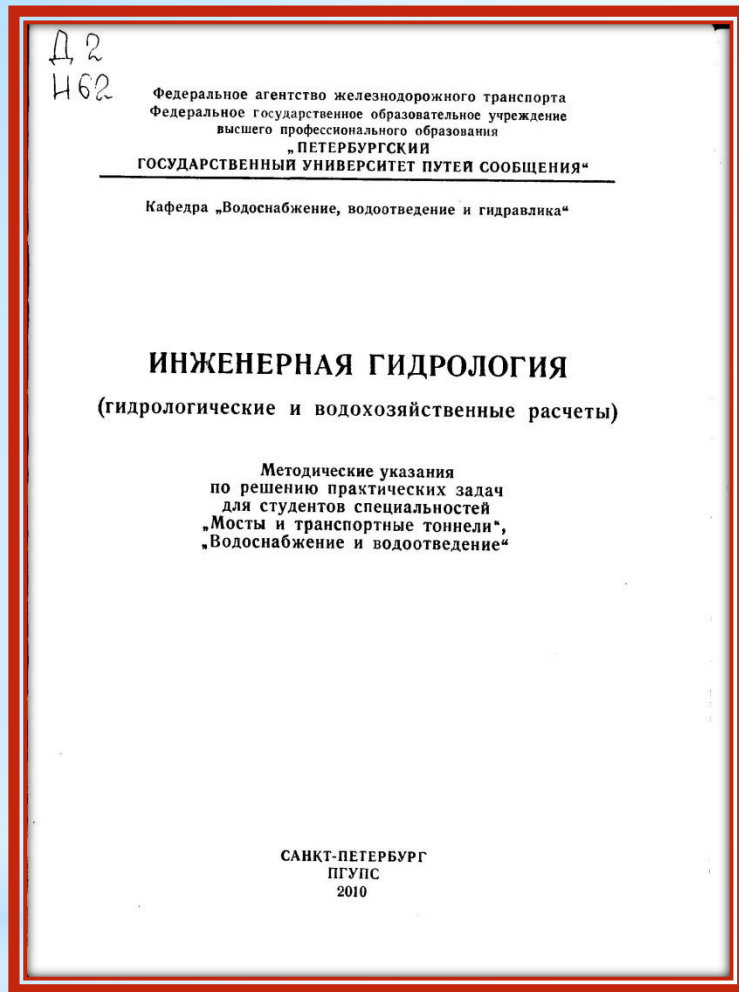 Д 2
Н62
Федеральное агентство железнодорожного транспорта
Федеральное государственное образовательное учреждение
высшего профессионального образования
„ПЕТЕРБУРГСКИЙ
ГОСУДАРСТВЕННЫЙ УНИВЕРСИТЕТ ПУТЕЙ СООБЩЕНИЯ“
Кафедра „Водоснабжение, водоотведение и гидравлика“
ИНЖЕНЕРНАЯ ГИДРОЛОГИЯ
(гидрологические и водохозяйственные расчеты)
Методические указания
по решению практических задач
для студентов специальностей
„Мосты и транспортные тоннели“,
„Водоснабжение и водоотведение“
САНКТ-ПЕТЕРБУРГ
ПГУПС
2010